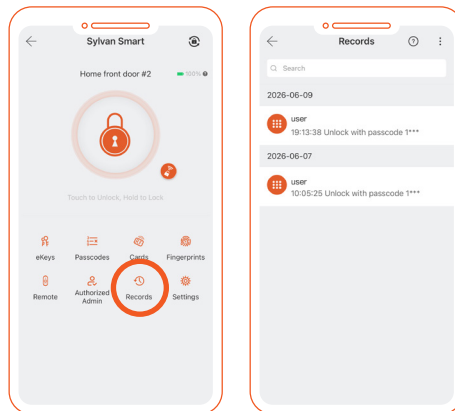 Sylvan Smart
Home front door #2
100%
Touch to Unlock, Hold to Lock
eKeys
Passcodes
Cards
Fingerprints
Remote
Authorized
Admin
Records
Settings
Records
Search
2026-06-09
user
19:13:38 Unlock with passcode 1***
2026-06-07
user
10:05:25 Unlock with passcode 1***